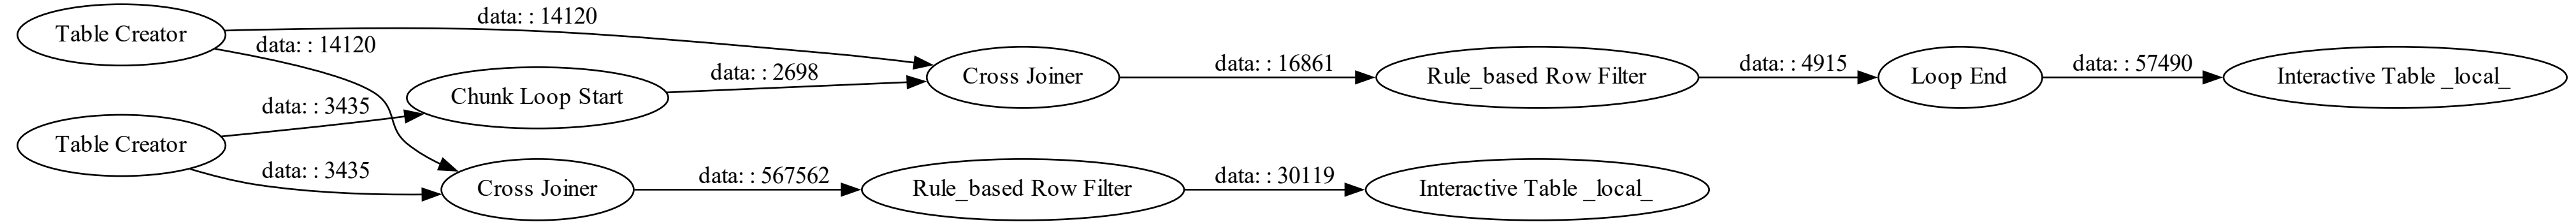 data: : 14120
Table Creator
data: : 14120
data: : 2698
Cross Joiner
data: : 16861
Rule_based Row Filter
data: : 4915
Loop End
data: : 57490
Interactive Table _local_
Chunk Loop Start
data: : 3435
Table Creator
data: : 3435
Cross Joiner
data: : 567562
Rule_based Row Filter
data: : 30119
Interactive Table _local_